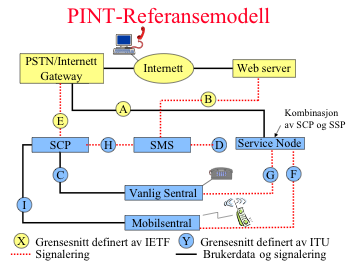 PINT-Referansemodell
PSTN/Internett
Gateway
Internett
Web server
B
A
Kombinasjon
av SCP og SSP
E
SCP
H
SMS
D
Service Node
C
G
F
Vanlig Sentral
I
Mobilsentral
X Grensesnitt definert av IETF
Y Grensesnitt definert av ITU
Signalering
Brukerdata og signalering